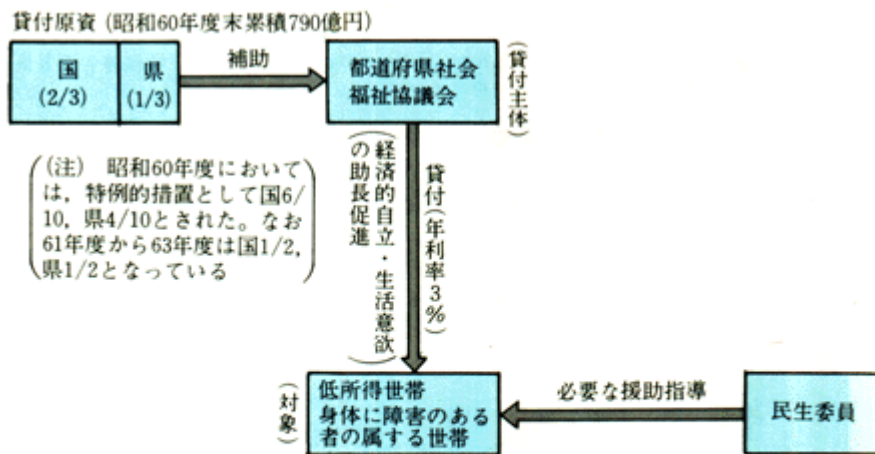 貸付原資(昭和60年度末累積790億円)
国
(2/3)
県
(1/3)
補助
都道府県社会
福祉協議会
(貸付主体)
(注) 昭和60年度においては,特例的措置として国6/
10,県4/10とされた。なお
61年度から63年度は国1/2,
県1/2となっている
(経済的自立・生活意欲
の助長促進)
貸付(年利率3%)
(対象)
低所得世帯
身体に障害のある
者の属する世帯
必要な援助指導
民生委員